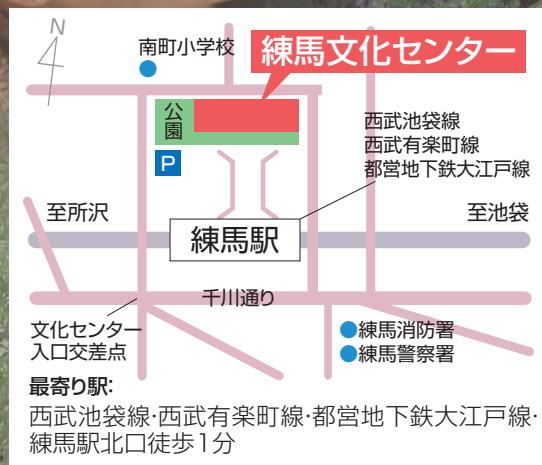 N
南町小学校
練馬文化センター
公園
P
西武池袋線
西武有楽町線
都営地下鉄大江戸線
至所沢
至池袋
練馬駅
千川通り
文化センター
入口交差点
●練馬消防署
●練馬警察署
最寄り駅:
西武池袋線・西武有楽町線・都営地下鉄大江戸線・
練馬駅北口徒歩1分